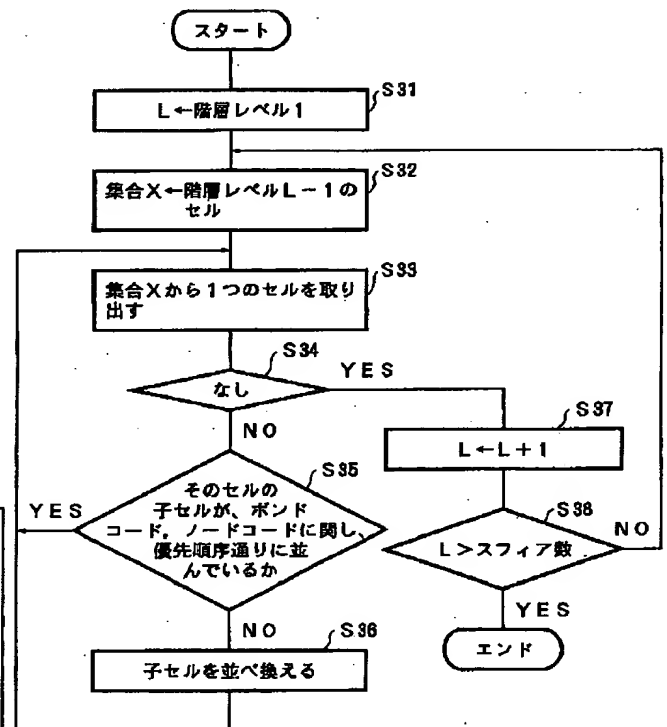 スタート
S31
L←階層レベル1
S32
集合X←階層レベルL-1の
セル
S33
集合Xから1つのセルを取り
出す
S34
なし
YES
NO
S37
L←L+1
S35
そのセルの
子セルが、ボンド
コード,ノードコードに関し、
優先順序通りに並
んでいるか
YES
S38
L>スフィア数
NO
YES
エンド
NO
S36
子セルを並べ換える